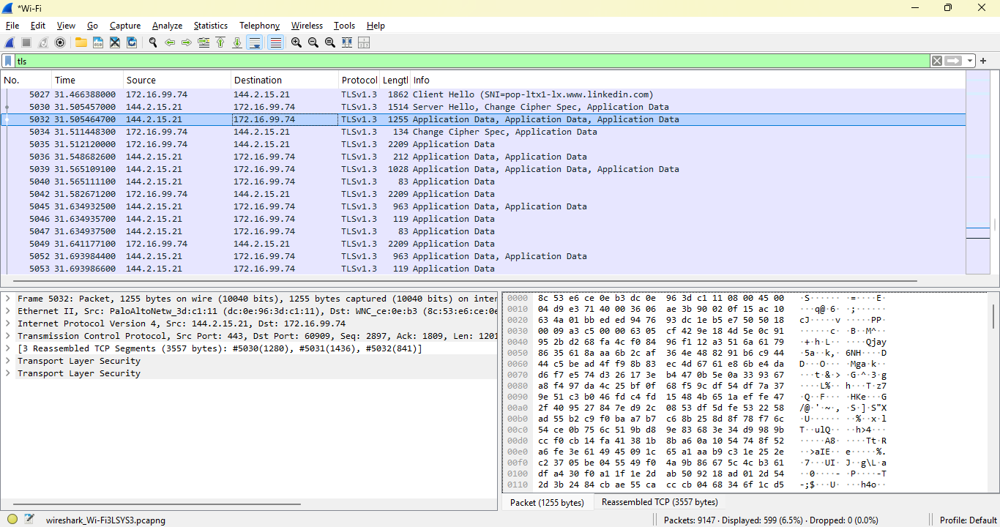 *Wi-Fi
File Edit View Go Capture Analyze Statistics Telephony Wireless Tools Help
tls
No. Time Source Destination Protocol Lengtl Info
5027 31.466388000 172.16.99.74 144.2.15.21 TLSv1.3 1862 Client Hello (SNI=pop-ltx1-lx.www.linkedin.com)
5030 31.505457000 144.2.15.21 172.16.99.74 TLSv1.3 1514 Server Hello, Change Cipher Spec, Application Data
5032 31.505464700 144.2.15.21 172.16.99.74 TLSv1.3 1255 Application Data, Application Data, Application Data
5034 31.511448300 172.16.99.74 144.2.15.21 TLSv1.3 134 Change Cipher Spec, Application Data
5035 31.512120000 172.16.99.74 144.2.15.21 TLSv1.3 2209 Application Data
5036 31.548682600 144.2.15.21 172.16.99.74 TLSv1.3 212 Application Data, Application Data
5039 31.565109100 144.2.15.21 172.16.99.74 TLSv1.3 1028 Application Data, Application Data, Application Data
5040 31.565111100 144.2.15.21 172.16.99.74 TLSv1.3 83 Application Data
5042 31.582671200 172.16.99.74 144.2.15.21 TLSv1.3 2209 Application Data
5045 31.634932500 144.2.15.21 172.16.99.74 TLSv1.3 963 Application Data, Application Data
5046 31.634935700 144.2.15.21 172.16.99.74 TLSv1.3 119 Application Data
5047 31.634937500 144.2.15.21 172.16.99.74 TLSv1.3 83 Application Data
5049 31.641177100 172.16.99.74 144.2.15.21 TLSv1.3 2209 Application Data
5052 31.693984400 144.2.15.21 172.16.99.74 TLSv1.3 963 Application Data, Application Data
5053 31.693986600 144.2.15.21 172.16.99.74 TLSv1.3 119 Application Data
Frame 5032: Packet, 1255 bytes on wire (10040 bits), 1255 bytes captured (10040 bits) on inter
Ethernet II, Src: PaloAltoNetw_3d:c1:11 (dc:0e:96:3d:c1:11), Dst: WNC_ce:0e:b3 (8c:53:e6:ce:0e
Internet Protocol Version 4, Src: 144.2.15.21, Dst: 172.16.99.74
Transmission Control Protocol, Src Port: 443, Dst Port: 60909, Seq: 2897, Ack: 1809, Len: 1201
[3 Reassembled TCP Segments (3557 bytes): #5030(1280), #5031(1436), #5032(841)]
Transport Layer Security
Transport Layer Security
0000 8c 53 e6 ce 0e b3 dc 0e 96 3d c1 11 08 00 45 00 ·S······ ·=····E·
0010 04 d9 e3 71 40 00 36 06 ae 3b 90 02 0f 15 ac 10 ···q@·6· ·;······
0020 63 4a 01 bb ed ed 94 76 93 dc 1e b5 e7 50 50 18 cJ·····v ·····PP·
0030 00 09 a3 c5 00 00 63 05 cf 42 9e 18 4d 5e 0c 91 ······c· ·B··M^··
0040 95 2b d2 68 fa 4c f0 84 96 f1 12 a3 51 6a 61 79 ·+·h·L·· ····Qjay
0050 86 35 61 8a aa 6b 2c af 36 4e 48 82 91 b6 c9 44 ·5a··k,· 6NH····D
0060 44 c5 be ad 4f f9 8b 83 ec 4d 67 61 e8 6b e4 da D···O··· ·Mga·k··
0070 d6 f7 e5 74 d3 26 17 3e b4 47 0b 5e 0a 33 93 67 ···t·&·> ·G·^·3·g
0080 a8 f4 97 da 4c 25 bf 0f 68 f5 9c df 54 df 7a 37 ····L%·· h···T·z7
0090 9e 51 c3 b0 46 fd c4 fd 15 48 4b 65 1a ef fe 47 ·Q··F··· ·HKe···G
00a0 2f 40 95 27 84 7e d9 2c 08 53 df 5d fe 53 22 58 /@·'·~·, ·S·]·S"X
00b0 ad 55 b2 c9 f0 ba a7 b7 c6 8b 25 8d 8f 78 f7 6c ·U······ ··%··x·l
00c0 54 ce 0b 75 6c 51 9b d8 9e 83 68 3e 34 d9 98 9b T··ulQ·· ··h>4···
00d0 cc f0 cb 14 fa 41 38 1b 8b a6 0a 10 54 74 8f 52 ·····A8· ····Tt·R
00e0 a6 fe 3e 61 49 45 09 1c 65 a1 aa b9 c3 1e 25 2e ··>aIE·· e·····%.
00f0 c2 37 05 be 04 55 49 f0 4a 9b 86 67 5c 4c b3 61 ·7···UI· J··g\L·a
0100 df a4 30 f0 a1 1f 1e 2d ab 50 92 18 ad 01 2d 54 ··0····- ·P····-T
0110 2d 3b 24 84 cb ae 55 ca cc cb 04 68 34 6f 1c d5 -;$···U· ···h4o··
Packet (1255 bytes) Reassembled TCP (3557 bytes)
wireshark_Wi-Fi3LSYS3.pcapng Packets: 9147 · Displayed: 599 (6.5%) · Dropped: 0 (0.0%) Profile: Default